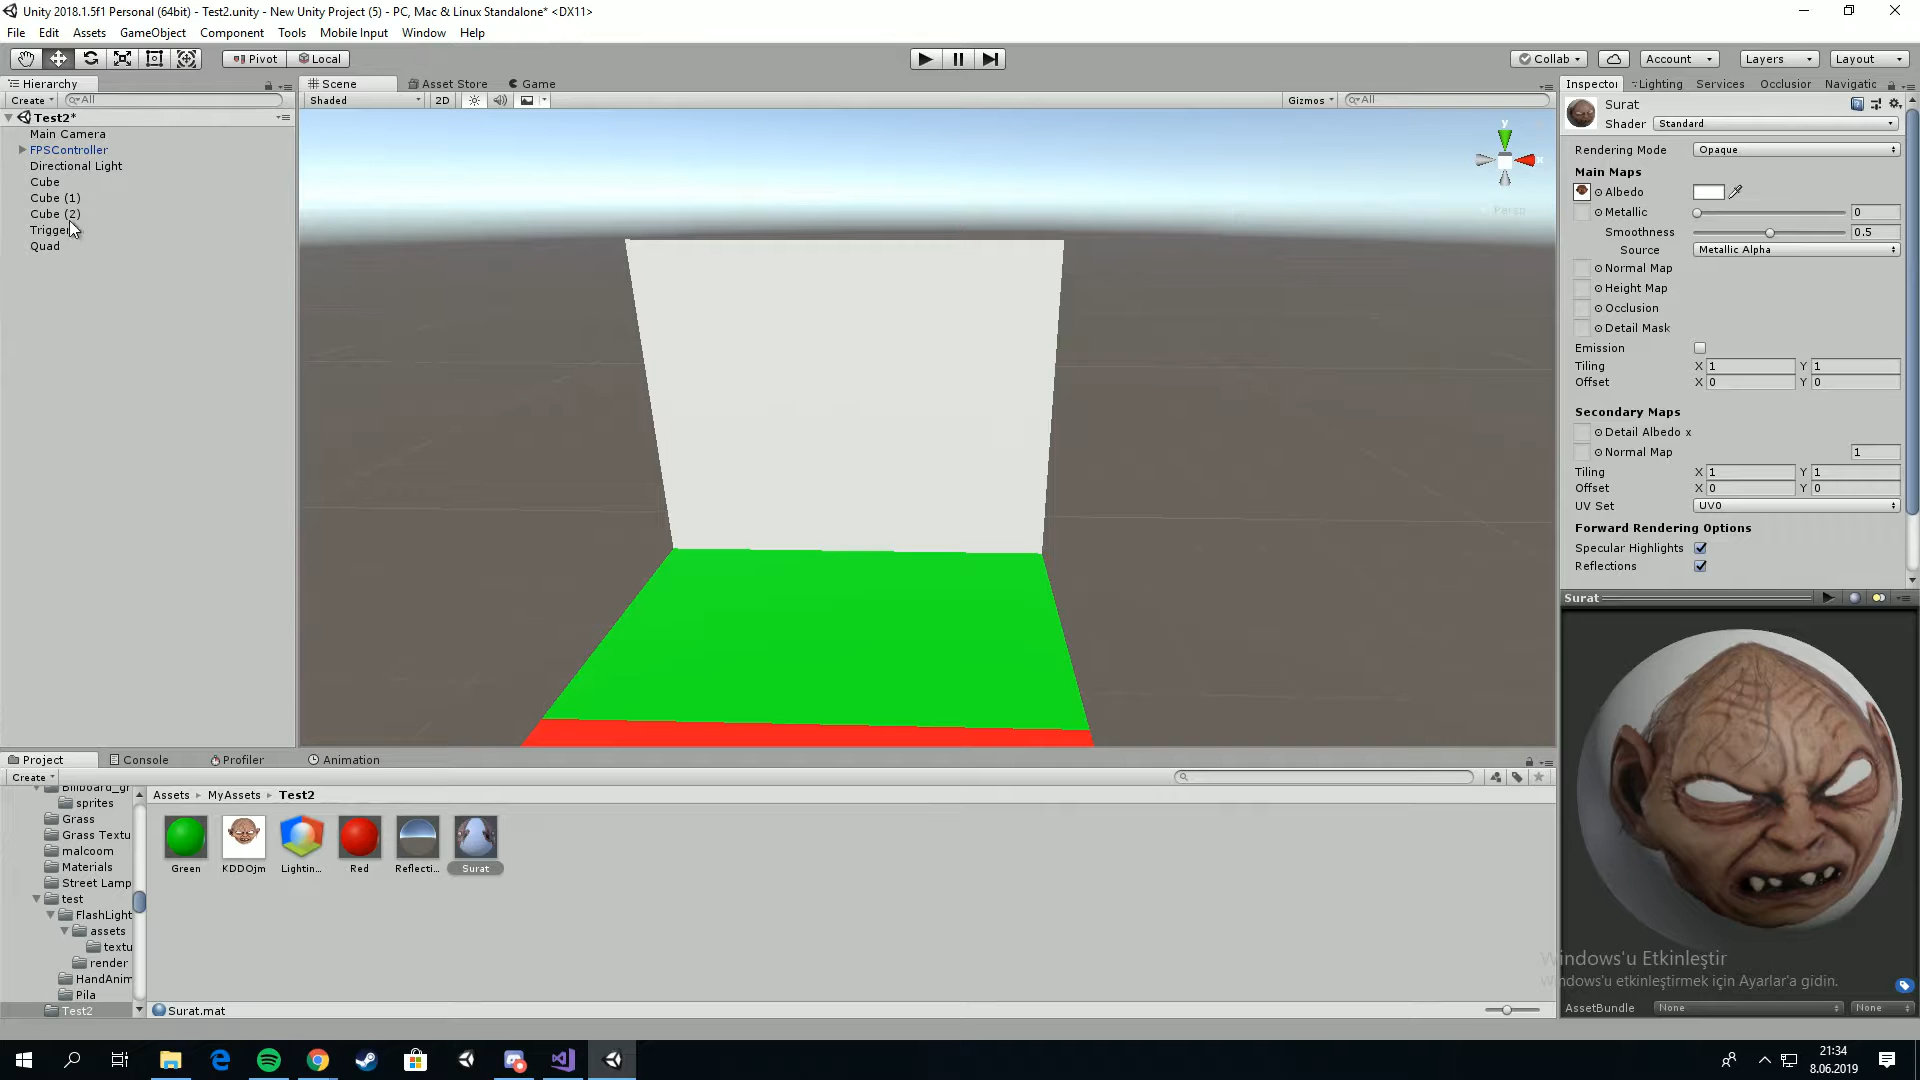 Unity 2018.1.5f1 Personal (64bit) - Test2.unity - New Unity Project (5) - PC, Mac & Linux Standalone* <DX11>
File Edit Assets GameObject Component Tools Mobile Input Window Help
Pivot Local Collab Account Layers Layout
Hierarchy Scene Asset Store Game Inspector Lighting Services Occlusior Navigatic
Create All Shaded 2D Gizmos All Surat
Test2*
Shader Standard
Main Camera
FPSController
Directional Light
Cube
Cube (1)
Cube (2)
Trigger
Quad
y
x
Persp
Rendering Mode Opaque
Main Maps
Albedo
Metallic 0
Smoothness 0.5
Source Metallic Alpha
Normal Map
Height Map
Occlusion
Detail Mask
Emission
Tiling X 1 Y 1
Offset X 0 Y 0
Secondary Maps
Detail Albedo x
Normal Map 1
Tiling X 1 Y 1
Offset X 0 Y 0
UV Set UV0
Forward Rendering Options
Specular Highlights
Reflections
Surat
Project Console Profiler Animation
Create
Assets MyAssets Test2
Billboard_gr
sprites
Grass
Grass Textu
malcoom
Materials
Street Lamp
test
FlashLight
assets
textu
render
HandAnim
Pila
Test2
Green KDDOjm Lightin... Red Reflecti... Surat
Surat.mat
Windows'u Etkinleştir
Windows'u etkinleştirmek için Ayarlar'a gidin.
AssetBundle None None
21:34
8.06.2019